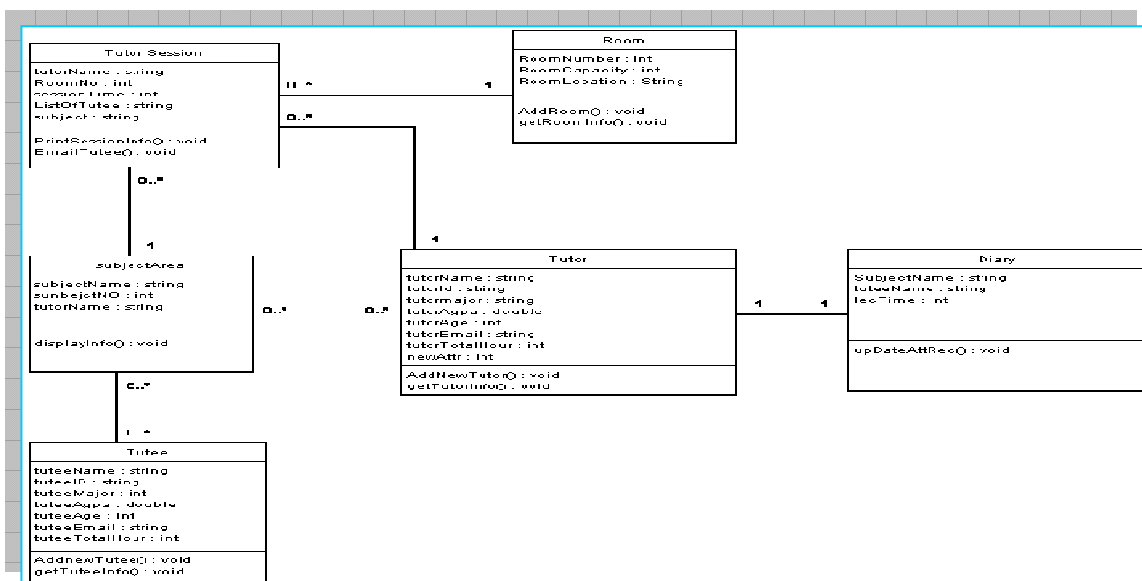 Tutor Session
tutorName : string
RoomNo : int
sessionTime : int
ListOfTutee : string
subject : string
PrintSessionInfo() : void
EmailTutee() : void
Room
RoomNumber : Int
RoomCapacity : int
RoomLocation : String
AddRoom() : void
getRoomInfo() : void
0..*
1
0..*
1
0..*
1
subjectArea
subjectName : string
sunbejctNO : int
tutorName : string
displayInfo() : void
0..*
0..*
Tutor
tutorName : string
tutorId : string
tutormajor : string
tutorAgpa : double
tutorAge : int
tutorEmail : string
tutorTotalHour : int
newAttr : Int
AddNewTutor() : void
getTutorInfo() : void
1
1
Diary
SubjectName : string
tuteeName : string
: int
upDateAttRec() : void
0..*
1..*
Tutee
tuteeName : string
tuteeID : string
tuteeMajor : int
tuteeAgpa : double
tuteeAge : Int
tuteeEmail : string
tuteeTotalHour : int
AddnewTutee() : void
getTuteeInfo() : void